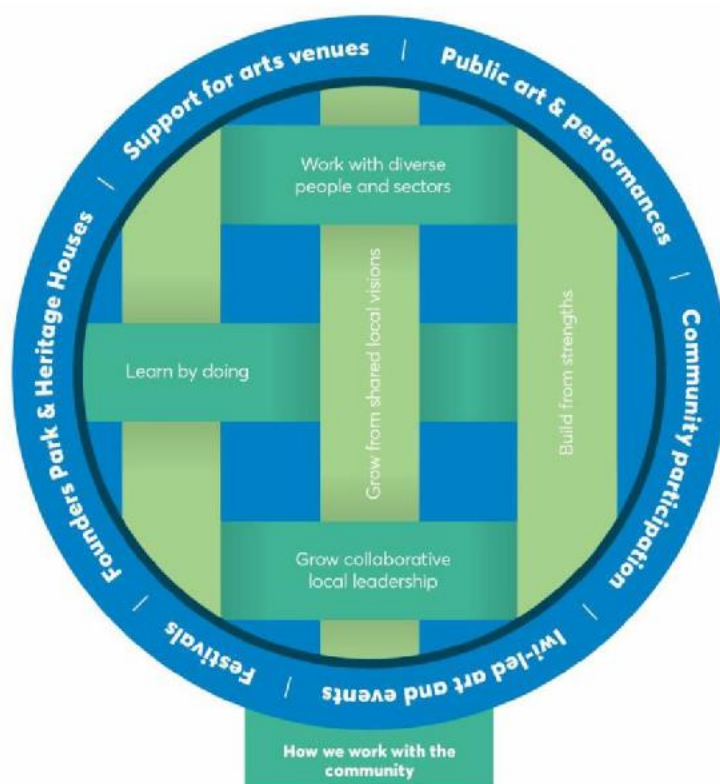 Support for arts venues | Public art & performances | Community participation | Iwi-led art and events | Festivals | Founders Park & Heritage Houses |
Work with diverse
people and sectors
Learn by doing
Grow from shared local visions
Build from strengths
Grow collaborative
local leadership
How we work with the
community